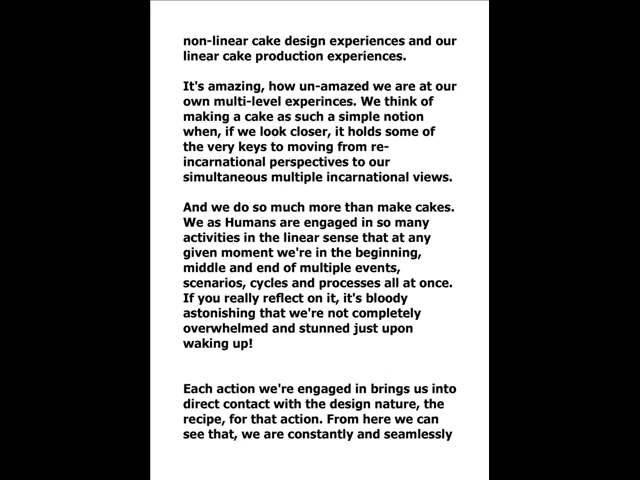 non-linear cake design experiences and our
linear cake production experiences.
It's amazing, how un-amazed we are at our
own multi-level experinces. We think of
making a cake as such a simple notion
when, if we look closer, it holds some of
the very keys to moving from re-
incarnational perspectives to our
simultaneous multiple incarnational views.
And we do so much more than make cakes.
We as Humans are engaged in so many
activities in the linear sense that at any
given moment we're in the beginning,
middle and end of multiple events,
scenarios, cycles and processes all at once.
If you really reflect on it, it's bloody
astonishing that we're not completely
overwhelmed and stunned just upon
waking up!
Each action we're engaged in brings us into
direct contact with the design nature, the
recipe, for that action. From here we can
see that, we are constantly and seamlessly